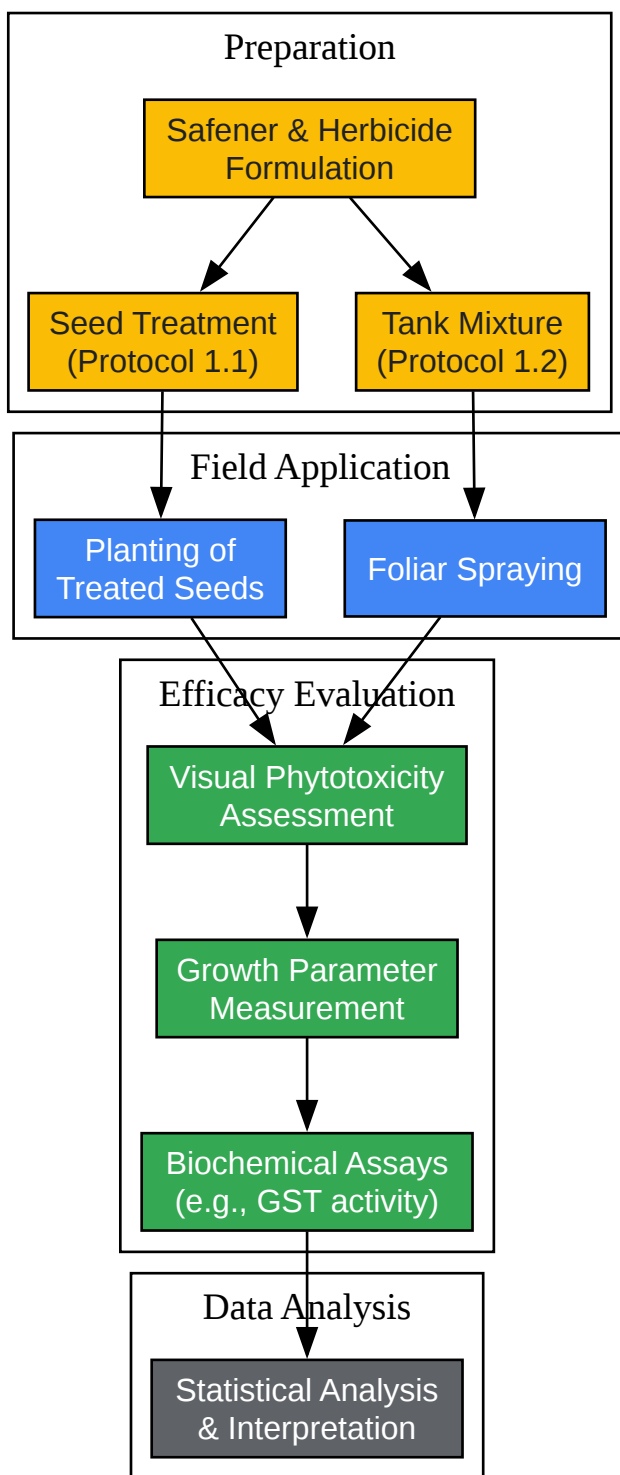 Preparation
Safener & Herbicide
Formulation
Seed Treatment
(Protocol 1.1)
Tank Mixture
(Protocol 1.2)
Field Application
Planting of
Treated Seeds
Foliar Spraying
Efficacy Evaluation
Visual Phytotoxicity
Assessment
Growth Parameter
Measurement
Biochemical Assays
(e.g., GST activity)
Data Analysis
Statistical Analysis
& Interpretation